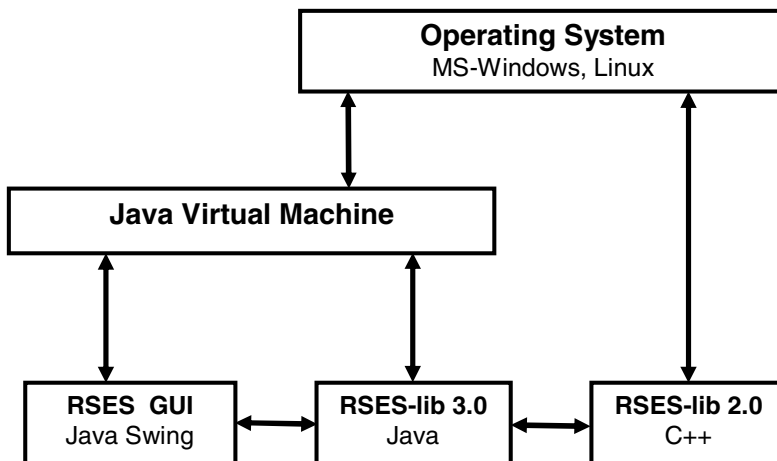 Operating System
MS-Windows, Linux
Java Virtual Machine
RSES GUI
Java Swing
RSES-lib 3.0
Java
RSES-lib 2.0
C++